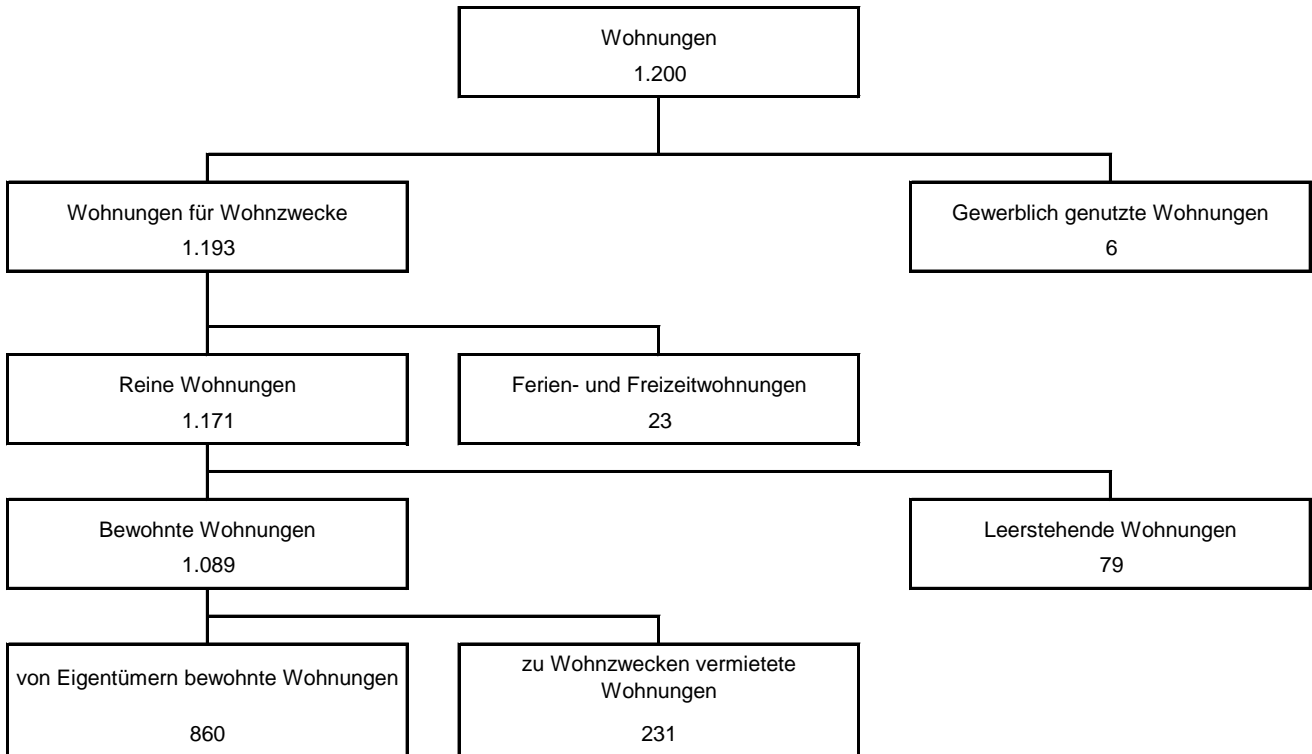 Wohnungen
1.200
Wohnungen für Wohnzwecke
1.193
Gewerblich genutzte Wohnungen
6
Reine Wohnungen
1.171
Ferien- und Freizeitwohnungen
23
Bewohnte Wohnungen
1.089
Leerstehende Wohnungen
79
von Eigentümern bewohnte Wohnungen
860
zu Wohnzwecken vermietete
Wohnungen
231